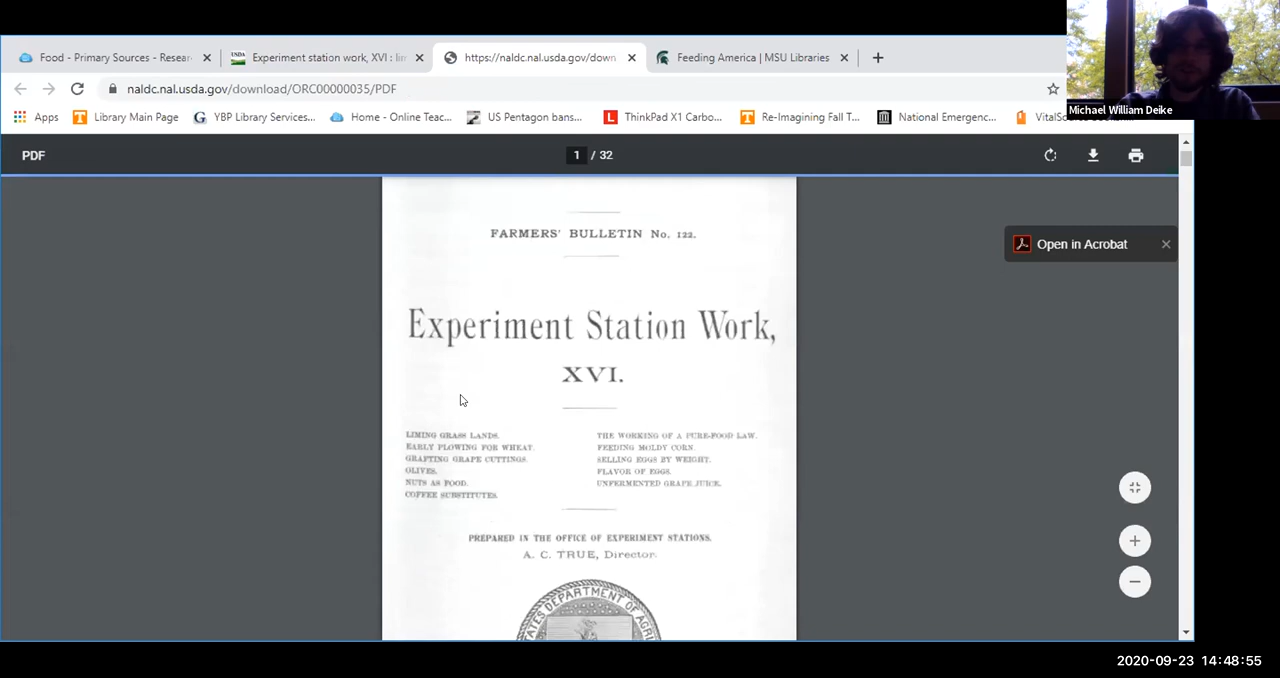 Food - Primary Sources - Resear
Experiment station work, XVI : lim
https://naldc.nal.usda.gov/down
Feeding America | MSU Libraries
naldc.nal.usda.gov/download/ORC00000035/PDF
Michael William Deike
Apps
Library Main Page
YBP Library Services...
Home - Online Teac...
US Pentagon bans...
ThinkPad X1 Carbo...
Re-Imagining Fall T...
National Emergenc...
PDF
1 / 32
Open in Acrobat
FARMERS' BULLETIN No. 122.
Experiment Station Work,
XVI.
LIMING GRASS LANDS.
EARLY PLOWING FOR WHEAT.
GRAFTING GRAPE CUTTINGS.
OLIVES.
NUTS AS FOOD.
COFFEE SUBSTITUTES.
THE WORKING OF A PURE-FOOD LAW.
FEEDING MOLDY CORN.
SELLING EGGS BY WEIGHT.
FLAVOR OF EGGS.
UNFERMENTED GRAPE JUICE.
PREPARED IN THE OFFICE OF EXPERIMENT STATIONS.
A. C. TRUE, Director.
STATES DEPARTMENT OF AGRI
2020-09-23 14:48:55